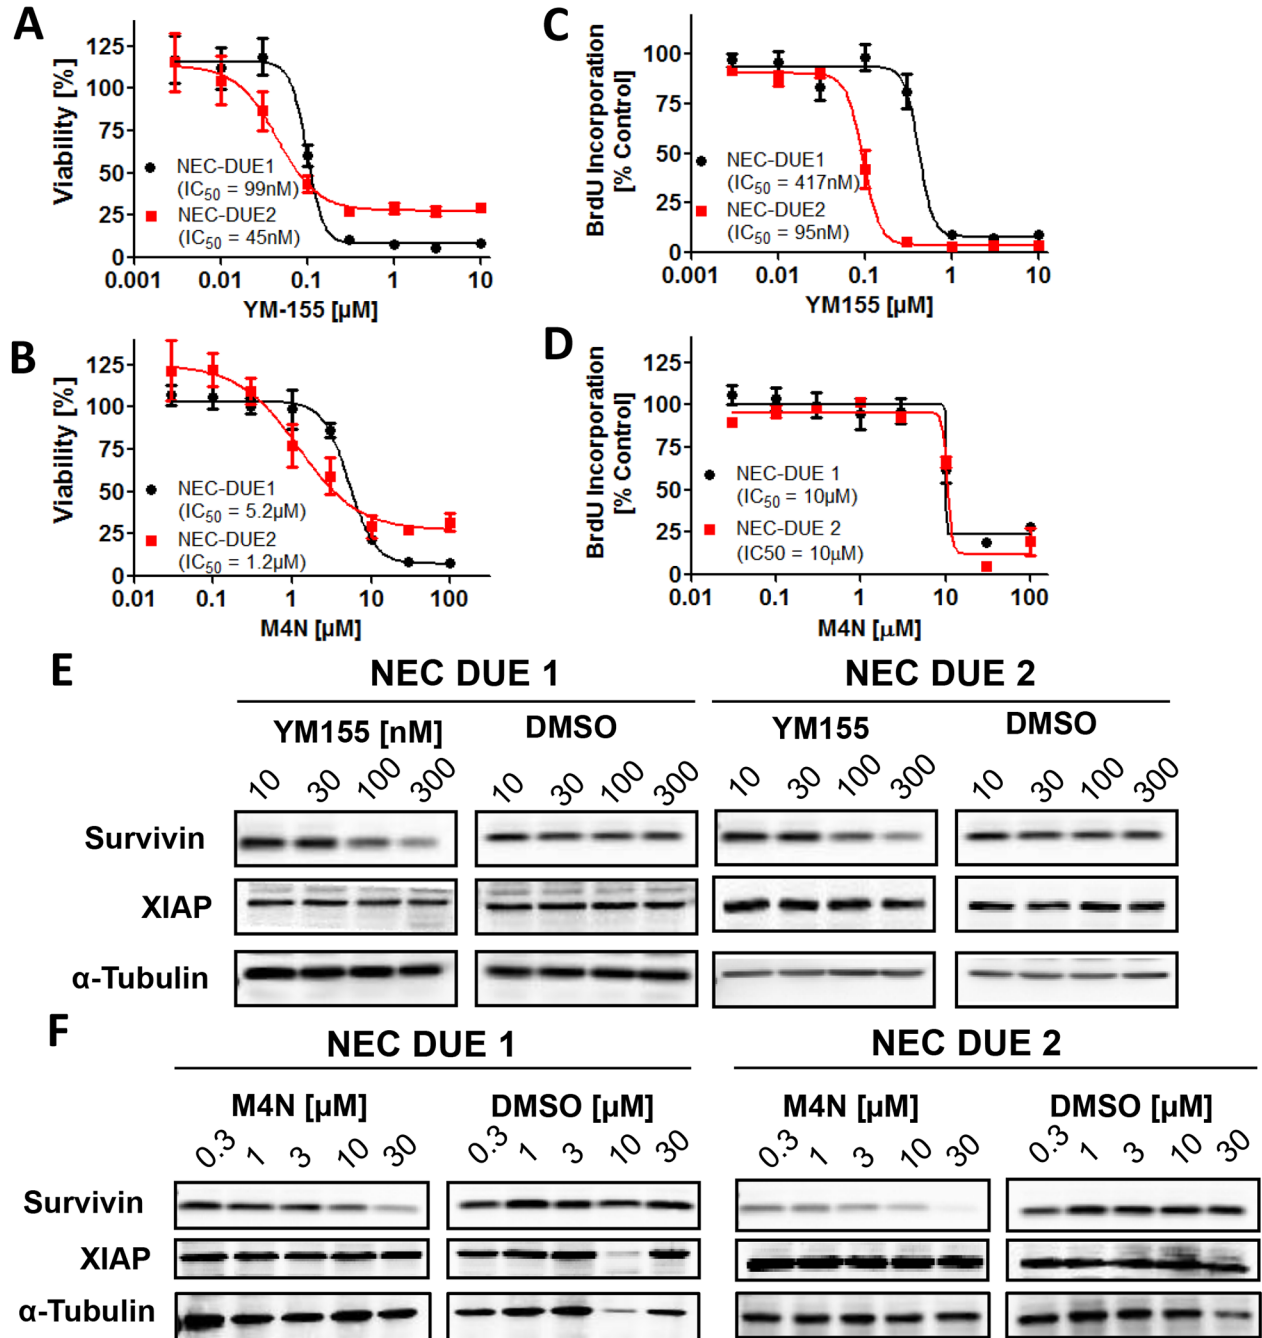 A
Viability [%]
125
100
75
50
25
0
NEC-DUE1
(IC50 = 99nM)
NEC-DUE2
(IC50 = 45nM)
0.001
0.01
0.1
1
10
YM-155 [µM]
C
BrdU Incorporation
[% Control]
100
75
50
25
0
NEC-DUE1
(IC50 = 417nM)
NEC-DUE2
(IC50 = 95nM)
0.001
0.01
0.1
1
10
YM155 [µM]
B
Viability [%]
125
100
75
50
25
0
NEC-DUE1
(IC50 = 5.2µM)
NEC-DUE2
(IC50 = 1.2µM)
0.01
0.1
1
10
100
M4N [µM]
D
BrdU Incorporation
[% Control]
125
100
75
50
25
0
NEC-DUE 1
(IC50 = 10µM)
NEC-DUE 2
(IC50 = 10µM)
0.01
0.1
1
10
100
M4N [µM]
E
NEC DUE 1
NEC DUE 2
YM155 [nM]
DMSO
YM155
DMSO
10 30 100 300
10 30 100 300
10 30 100 300
10 30 100 300
Survivin
XIAP
α-Tubulin
F
NEC DUE 1
NEC DUE 2
M4N [µM]
DMSO [µM]
M4N [µM]
DMSO [µM]
0.3 1 3 10 30
0.3 1 3 10 30
0.3 1 3 10 30
0.3 1 3 10 30
Survivin
XIAP
α-Tubulin